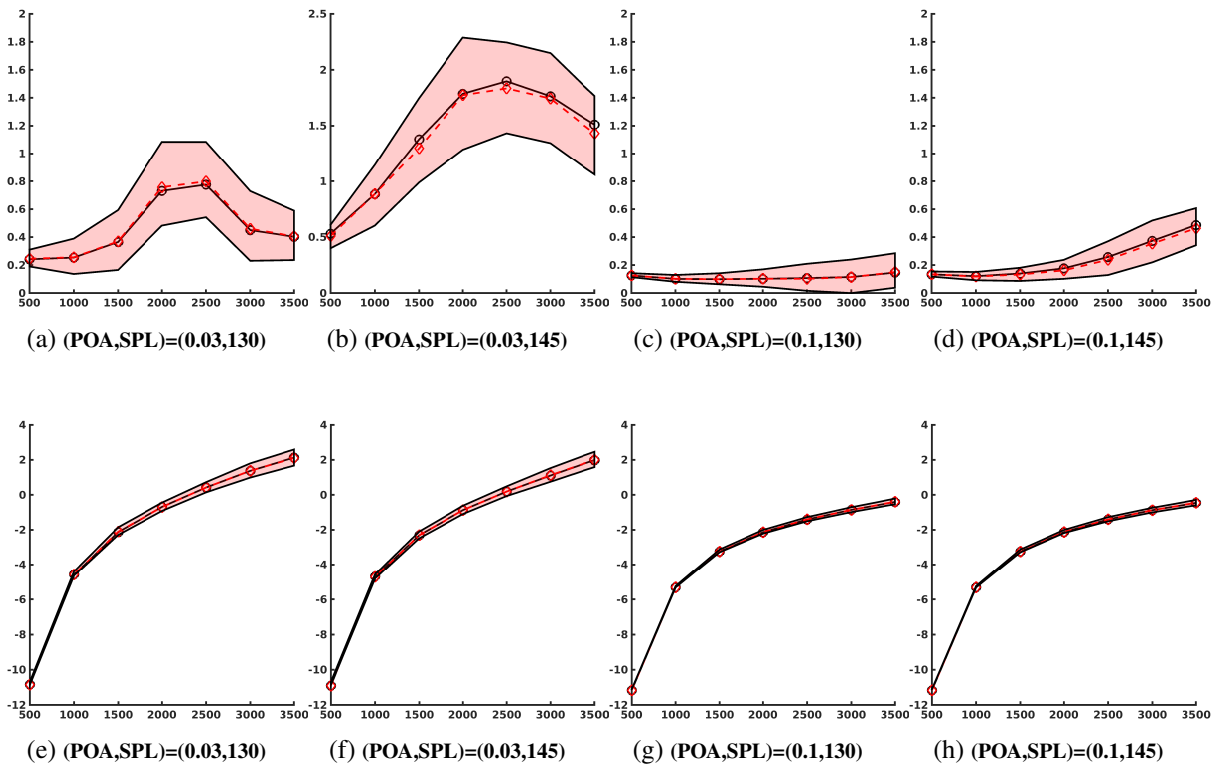 2 2.5 2 2
1.8 1.8 1.8
1.6 2 1.6 1.6
1.4 1.4 1.4
1.2 1.5 1.2 1.2
1 1 1
0.8 1 0.8 0.8
0.6 0.6 0.6
0.4 0.5 0.4 0.4
0.2 0.2 0.2
0 0 0 0
500 1000 1500 2000 2500 3000 3500 500 1000 1500 2000 2500 3000 3500 500 1000 1500 2000 2500 3000 3500 500 1000 1500 2000 2500 3000 3500
(a) (POA,SPL)=(0.03,130) (b) (POA,SPL)=(0.03,145) (c) (POA,SPL)=(0.1,130) (d) (POA,SPL)=(0.1,145)
4 4 4 4
2 2 2 2
0 0 0 0
-2 -2 -2 -2
-4 -4 -4 -4
-6 -6 -6 -6
-8 -8 -8 -8
-10 -10 -10 -10
-12 -12 -12 -12
500 1000 1500 2000 2500 3000 3500 500 1000 1500 2000 2500 3000 3500 500 1000 1500 2000 2500 3000 3500 500 1000 1500 2000 2500 3000 3500
(e) (POA,SPL)=(0.03,130) (f) (POA,SPL)=(0.03,145) (g) (POA,SPL)=(0.1,130) (h) (POA,SPL)=(0.1,145)